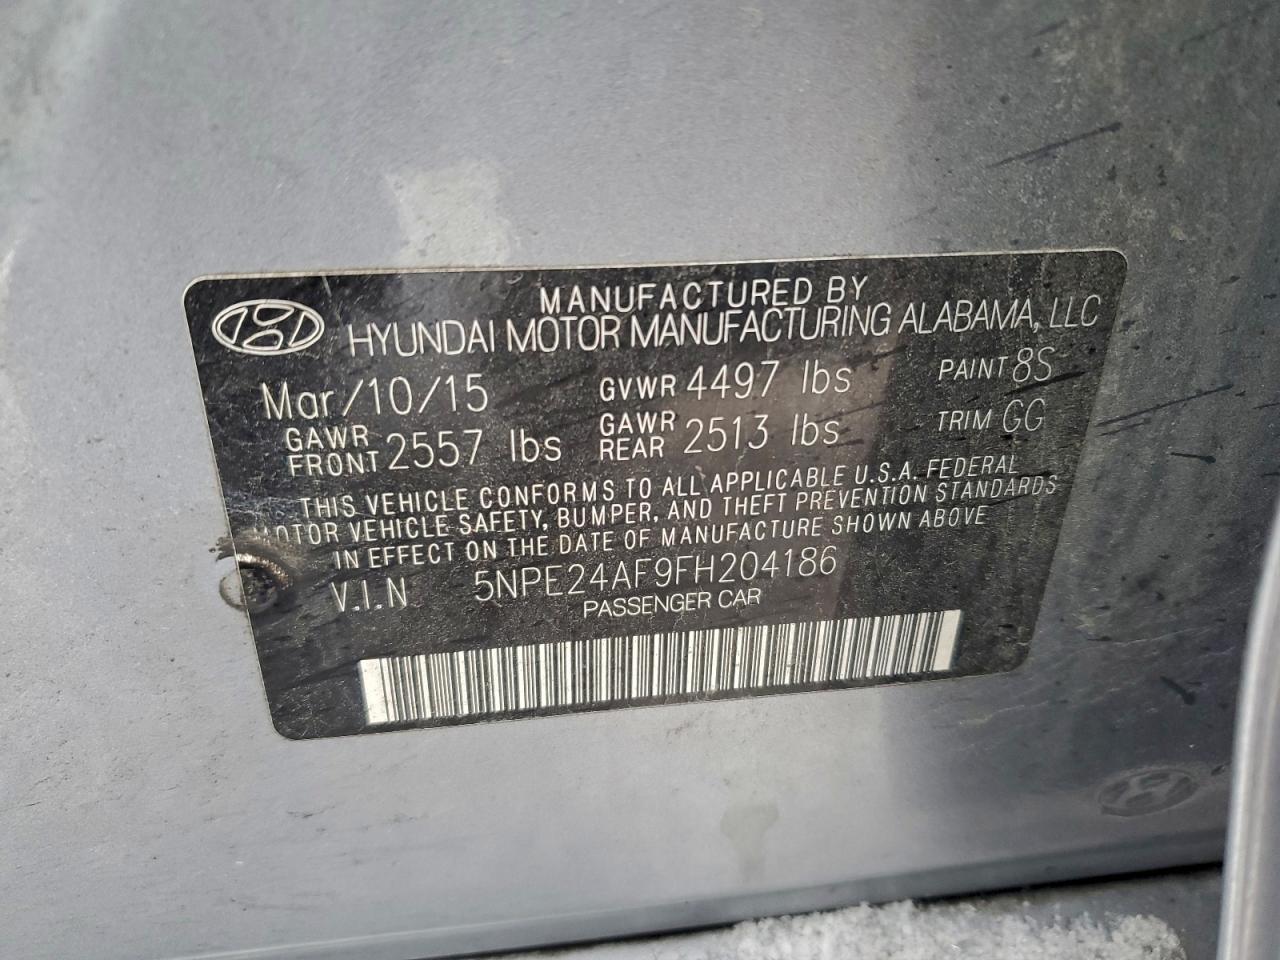 MANUFACTURED BY
HYUNDAI MOTOR MANUFACTURING ALABAMA, LLC
Mar/10/15 GVWR 4497 lbs PAINT 8S
GAWR FRONT 2557 lbs GAWR REAR 2513 lbs TRIM GG
THIS VEHICLE CONFORMS TO ALL APPLICABLE U.S.A. FEDERAL
MOTOR VEHICLE SAFETY, BUMPER, AND THEFT PREVENTION STANDARDS
IN EFFECT ON THE DATE OF MANUFACTURE SHOWN ABOVE
V.I.N 5NPE24AF9FH204186
PASSENGER CAR